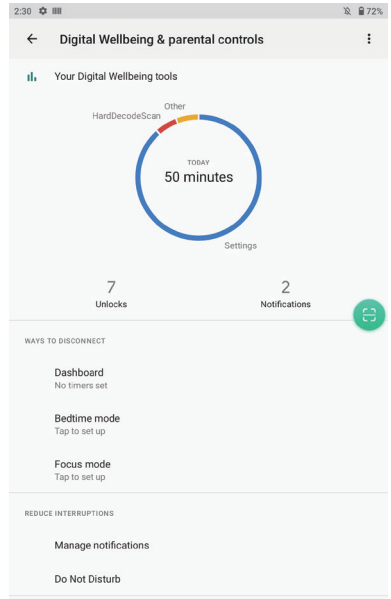 2:30
72%
Digital Wellbeing & parental controls
Your Digital Wellbeing tools
Other
HardDecodeScan
TODAY
50 minutes
Settings
7
Unlocks
2
Notifications
WAYS TO DISCONNECT
Dashboard
No timers set
Bedtime mode
Tap to set up
Focus mode
Tap to set up
REDUCE INTERRUPTIONS
Manage notifications
Do Not Disturb